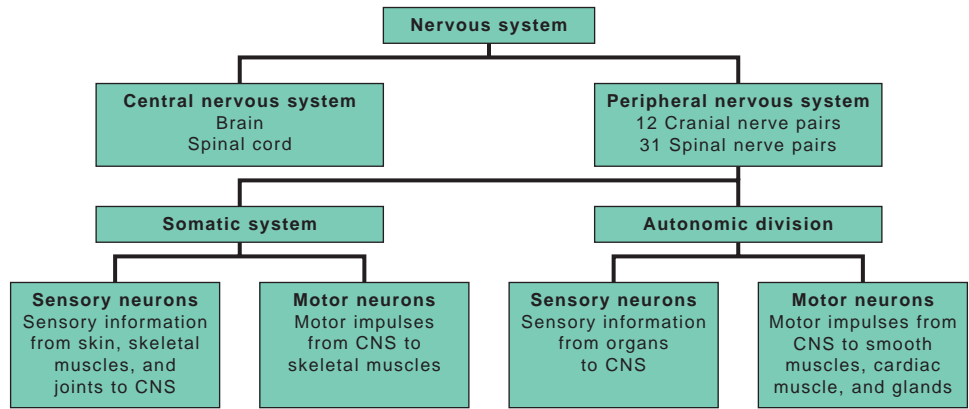 Nervous system
Central nervous system
Brain
Spinal cord
Peripheral nervous system
12 Cranial nerve pairs
31 Spinal nerve pairs
Somatic system
Autonomic division
Sensory neurons
Sensory information
from skin, skeletal
muscles, and
joints to CNS
Motor neurons
Motor impulses
from CNS to
skeletal muscles
Sensory neurons
Sensory information
from organs
to CNS
Motor neurons
Motor impulses from
CNS to smooth
muscles, cardiac
muscle, and glands